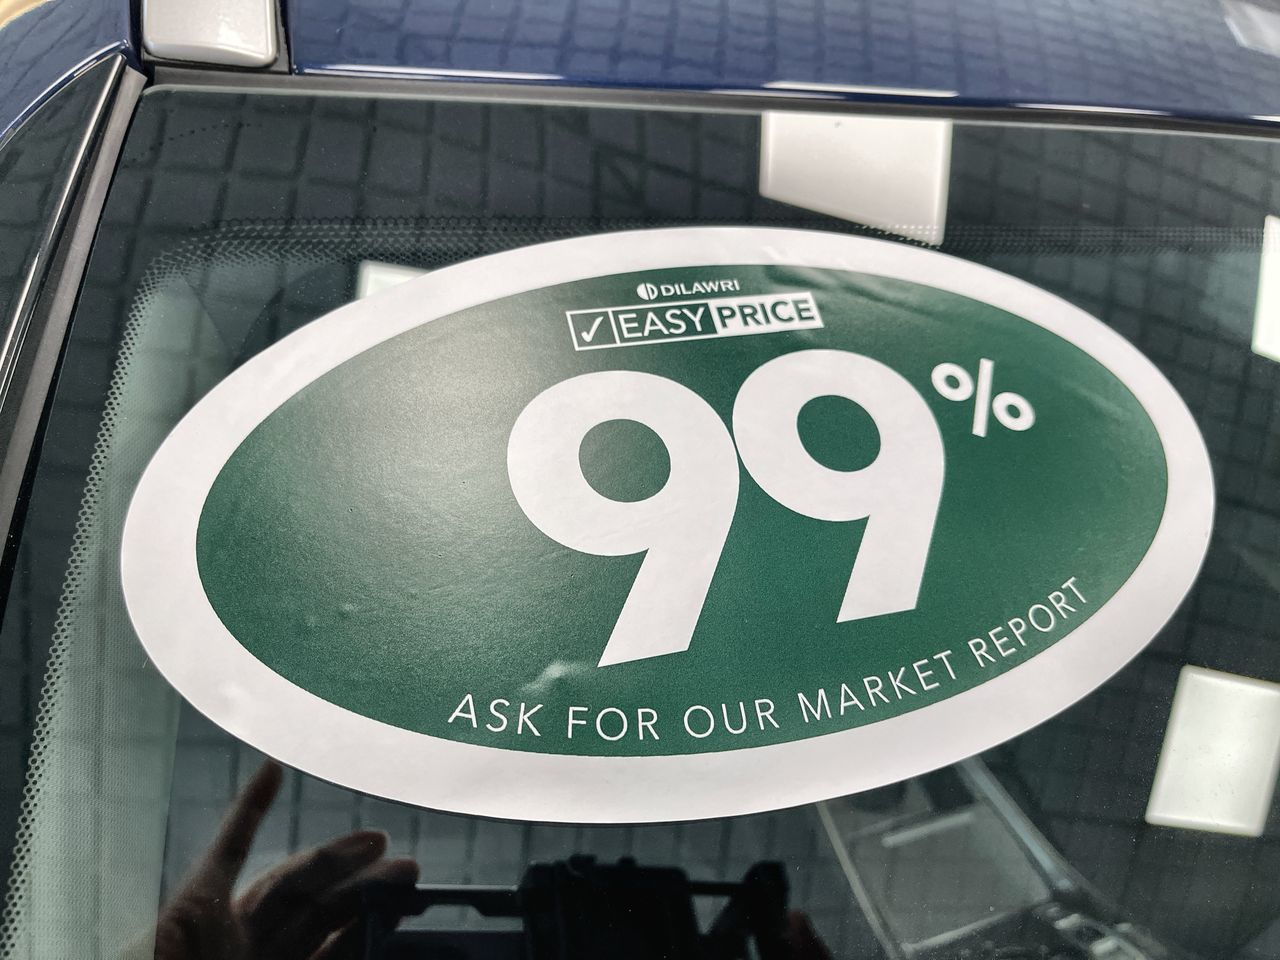 DILAWRI
✓ EASY PRICE
99%
ASK FOR OUR MARKET REPORT